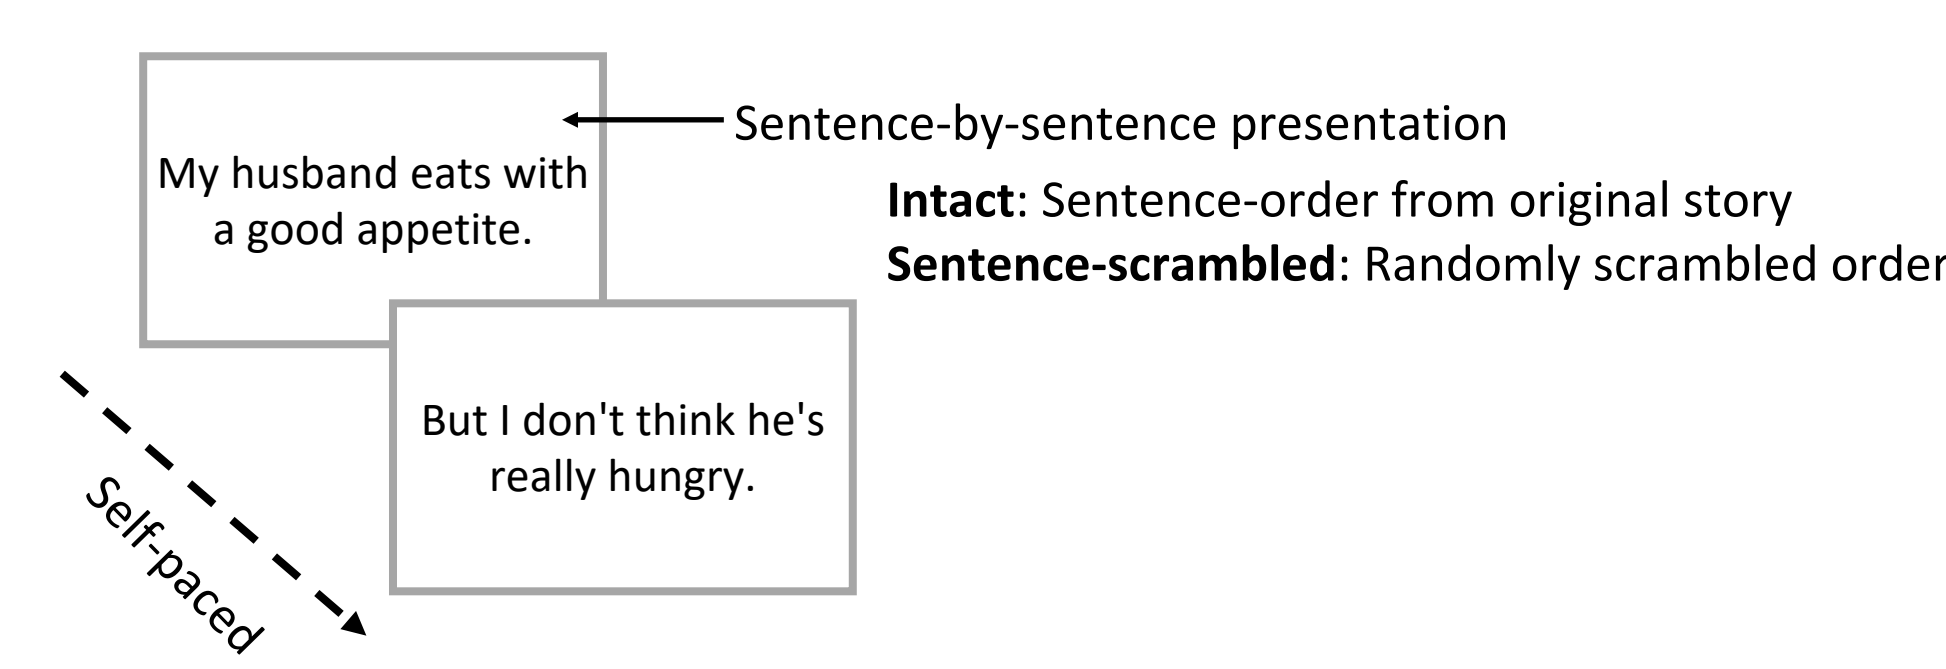 Sentence-by-sentence presentation
My husband eats with
a good appetite.
Intact: Sentence-order from original story
Sentence-scrambled: Randomly scrambled order
But I don't think he's
really hungry.
Self-paced